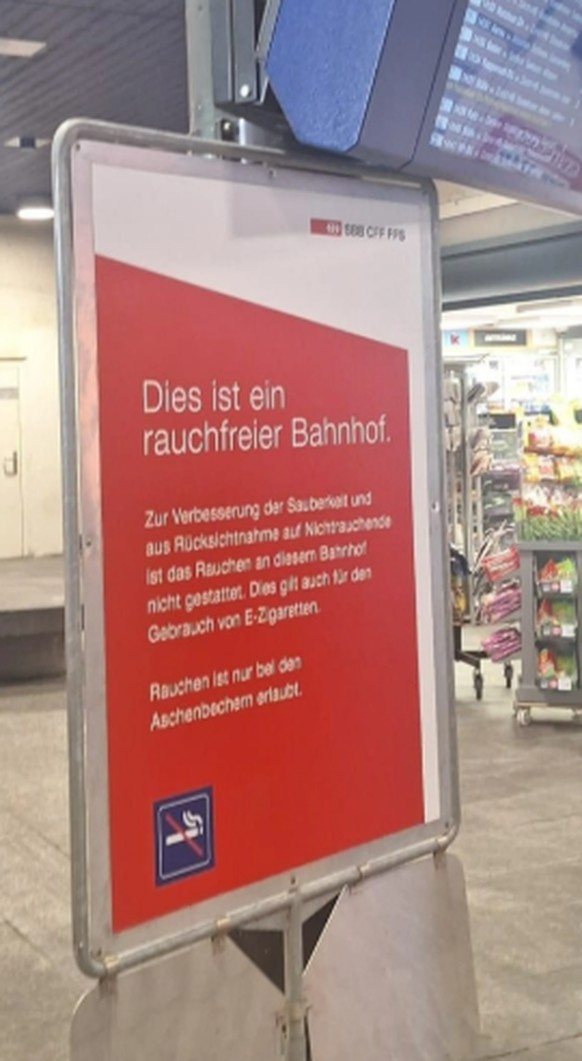 SBB CFF FFS
Dies ist ein
rauchfreier Bahnhof.
Zur Verbesserung der Sauberkeit und
aus Rücksichtnahme auf Nichtrauchende
ist das Rauchen an diesem Bahnhof
nicht gestattet. Dies gilt auch für den
Gebrauch von E-Zigaretten.
Rauchen ist nur bei den
Aschenbechern erlaubt.